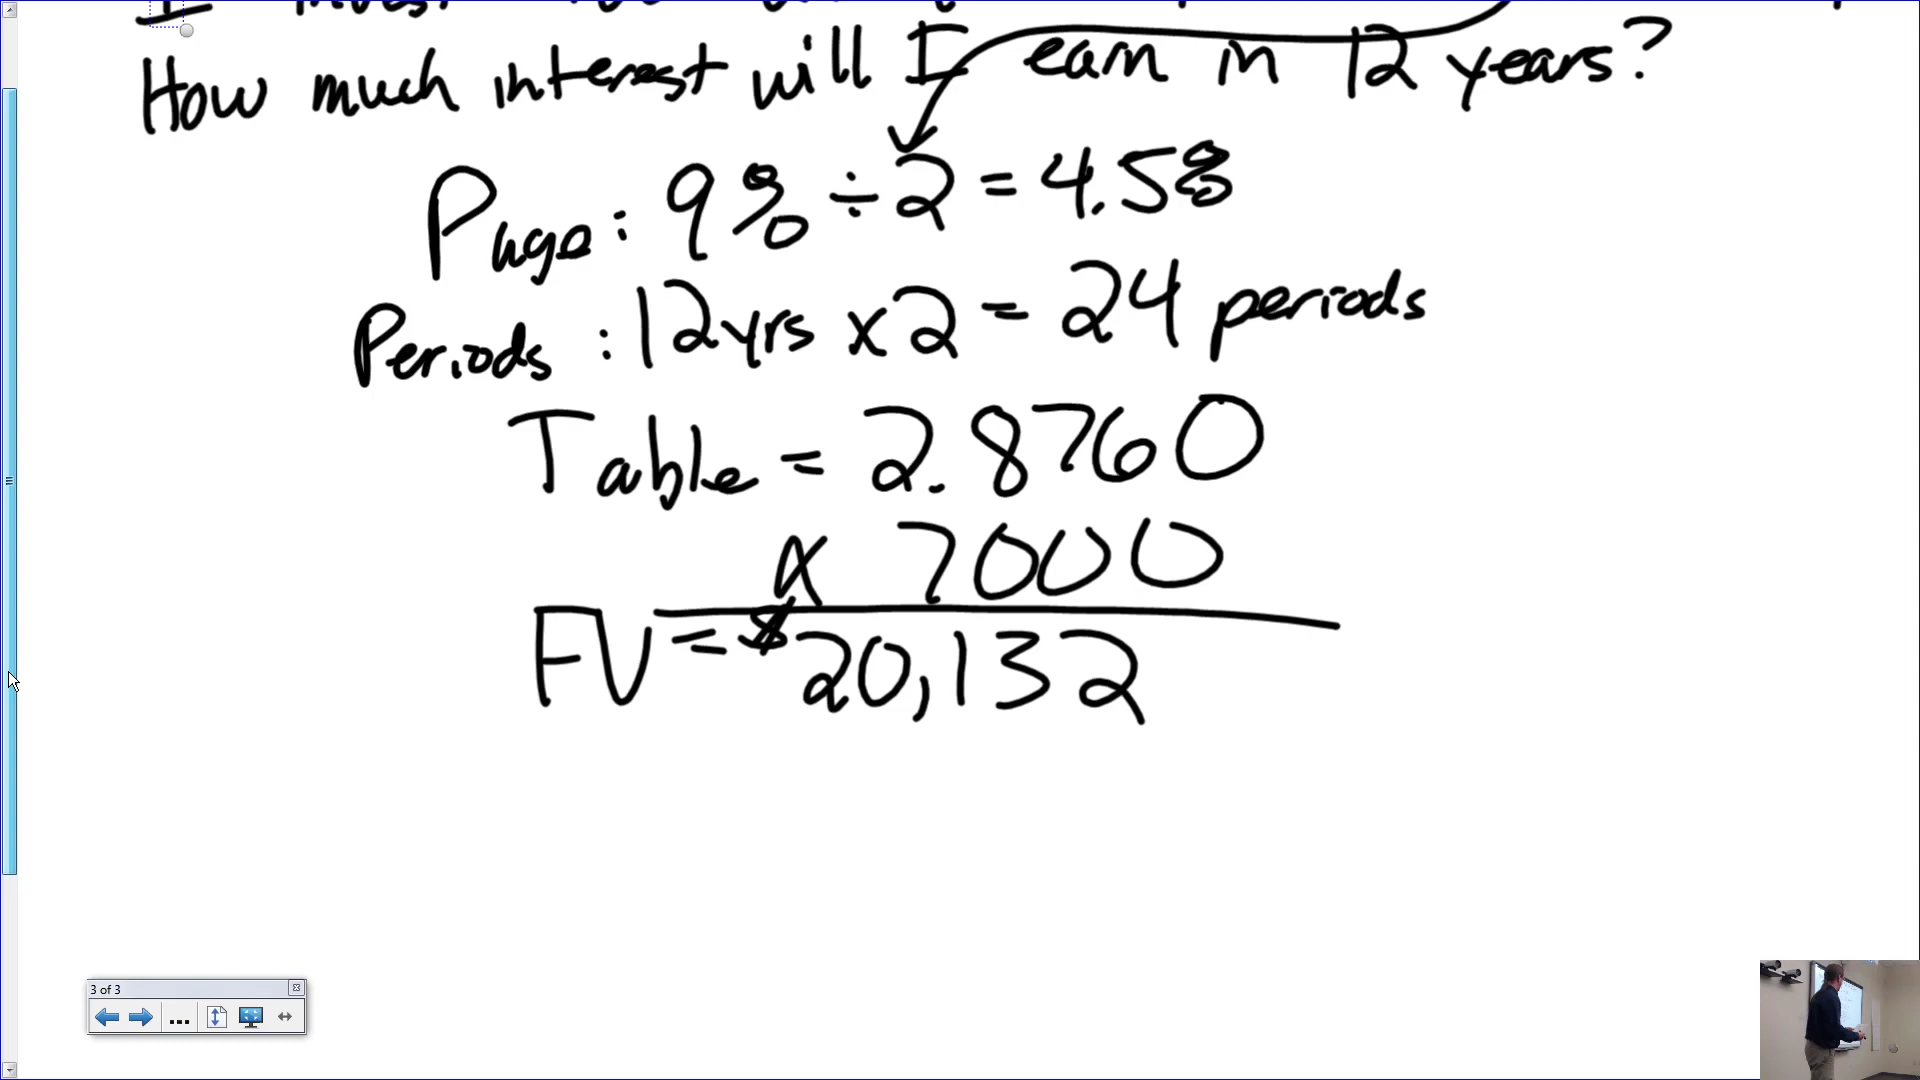 How much interest will I earn in 12 years?
Page: 9% ÷ 2 = 4.5%
Periods: 12yrs x 2 = 24 periods
Table = 2.8760
x 7000
FV = $20,132
3 of 3
...